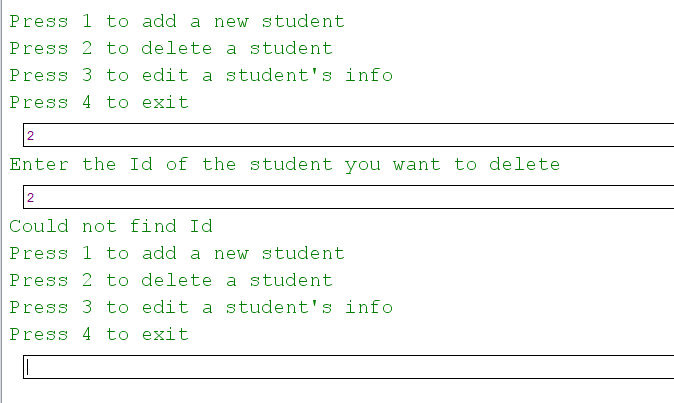 Press 1 to add a new student
Press 2 to delete a student
Press 3 to edit a student's info
Press 4 to exit
2
Enter the Id of the student you want to delete
2
Could not find Id
Press 1 to add a new student
Press 2 to delete a student
Press 3 to edit a student's info
Press 4 to exit